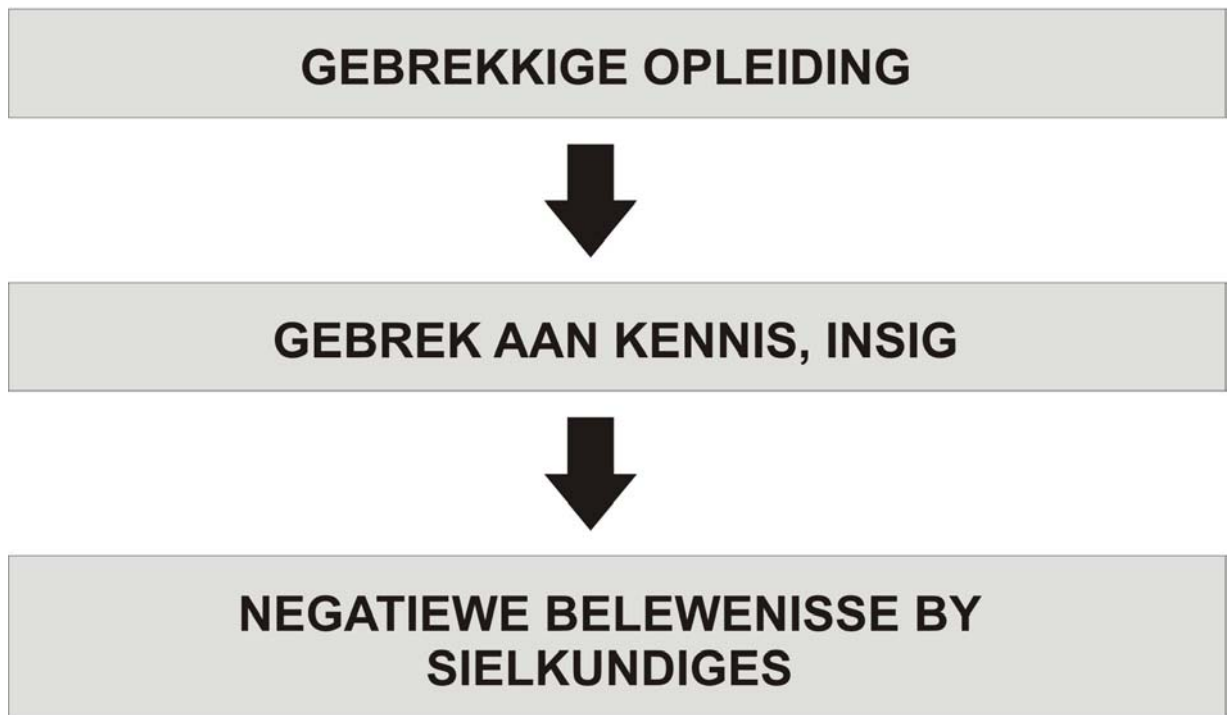 GEBREKKIGE OPLEIDING
GEBREK AAN KENNIS, INSIG
NEGATIEWE BELEWENISSE BY
SIELKUNDIGES